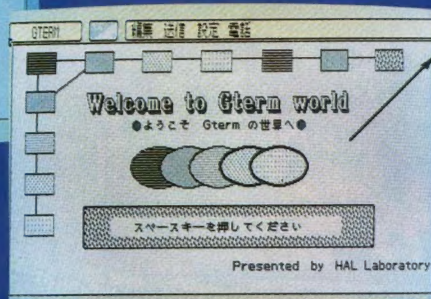 GTERM 編集 送信 設定 電話
Welcome to Gterm world
●ようこそ Gterm の世界へ●
スペースキーを押してください
Presented by HAL Laboratory